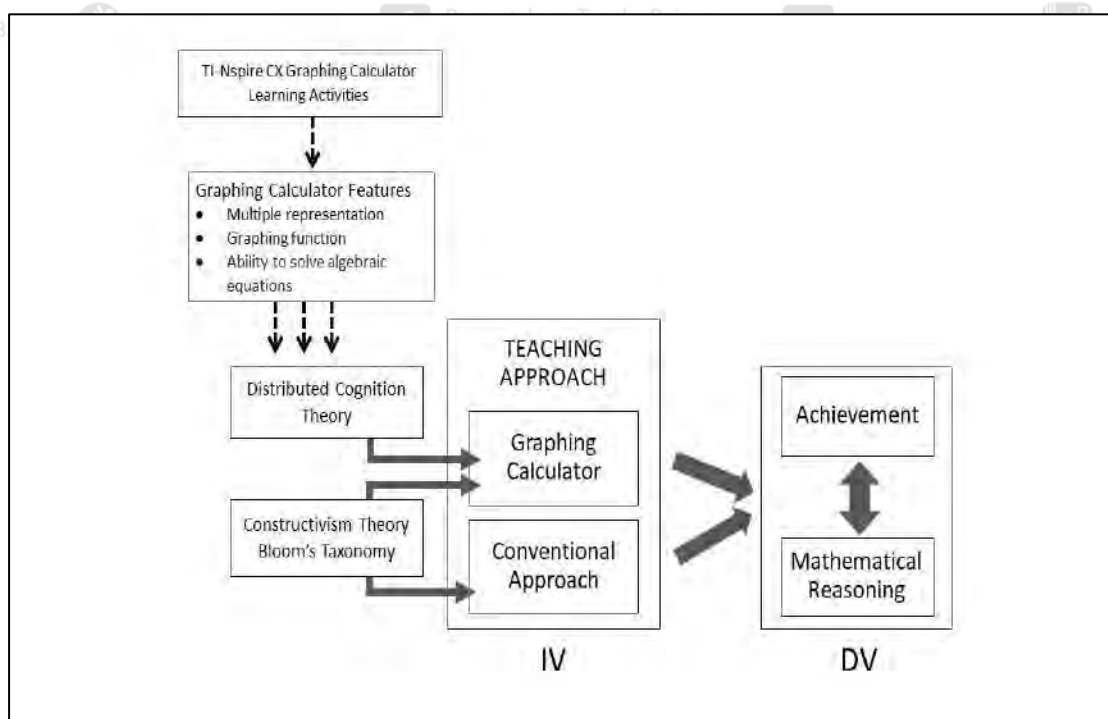 TI-Nspire CX Graphing Calculator
Learning Activities
Graphing Calculator Features
• Multiple representation
• Graphing function
• Ability to solve algebraic
equations
Distributed Cognition
Theory
Constructivism Theory
Bloom's Taxonomy
TEACHING
APPROACH
Graphing
Calculator
Conventional
Approach
IV
Achievement
Mathematical
Reasoning
DV